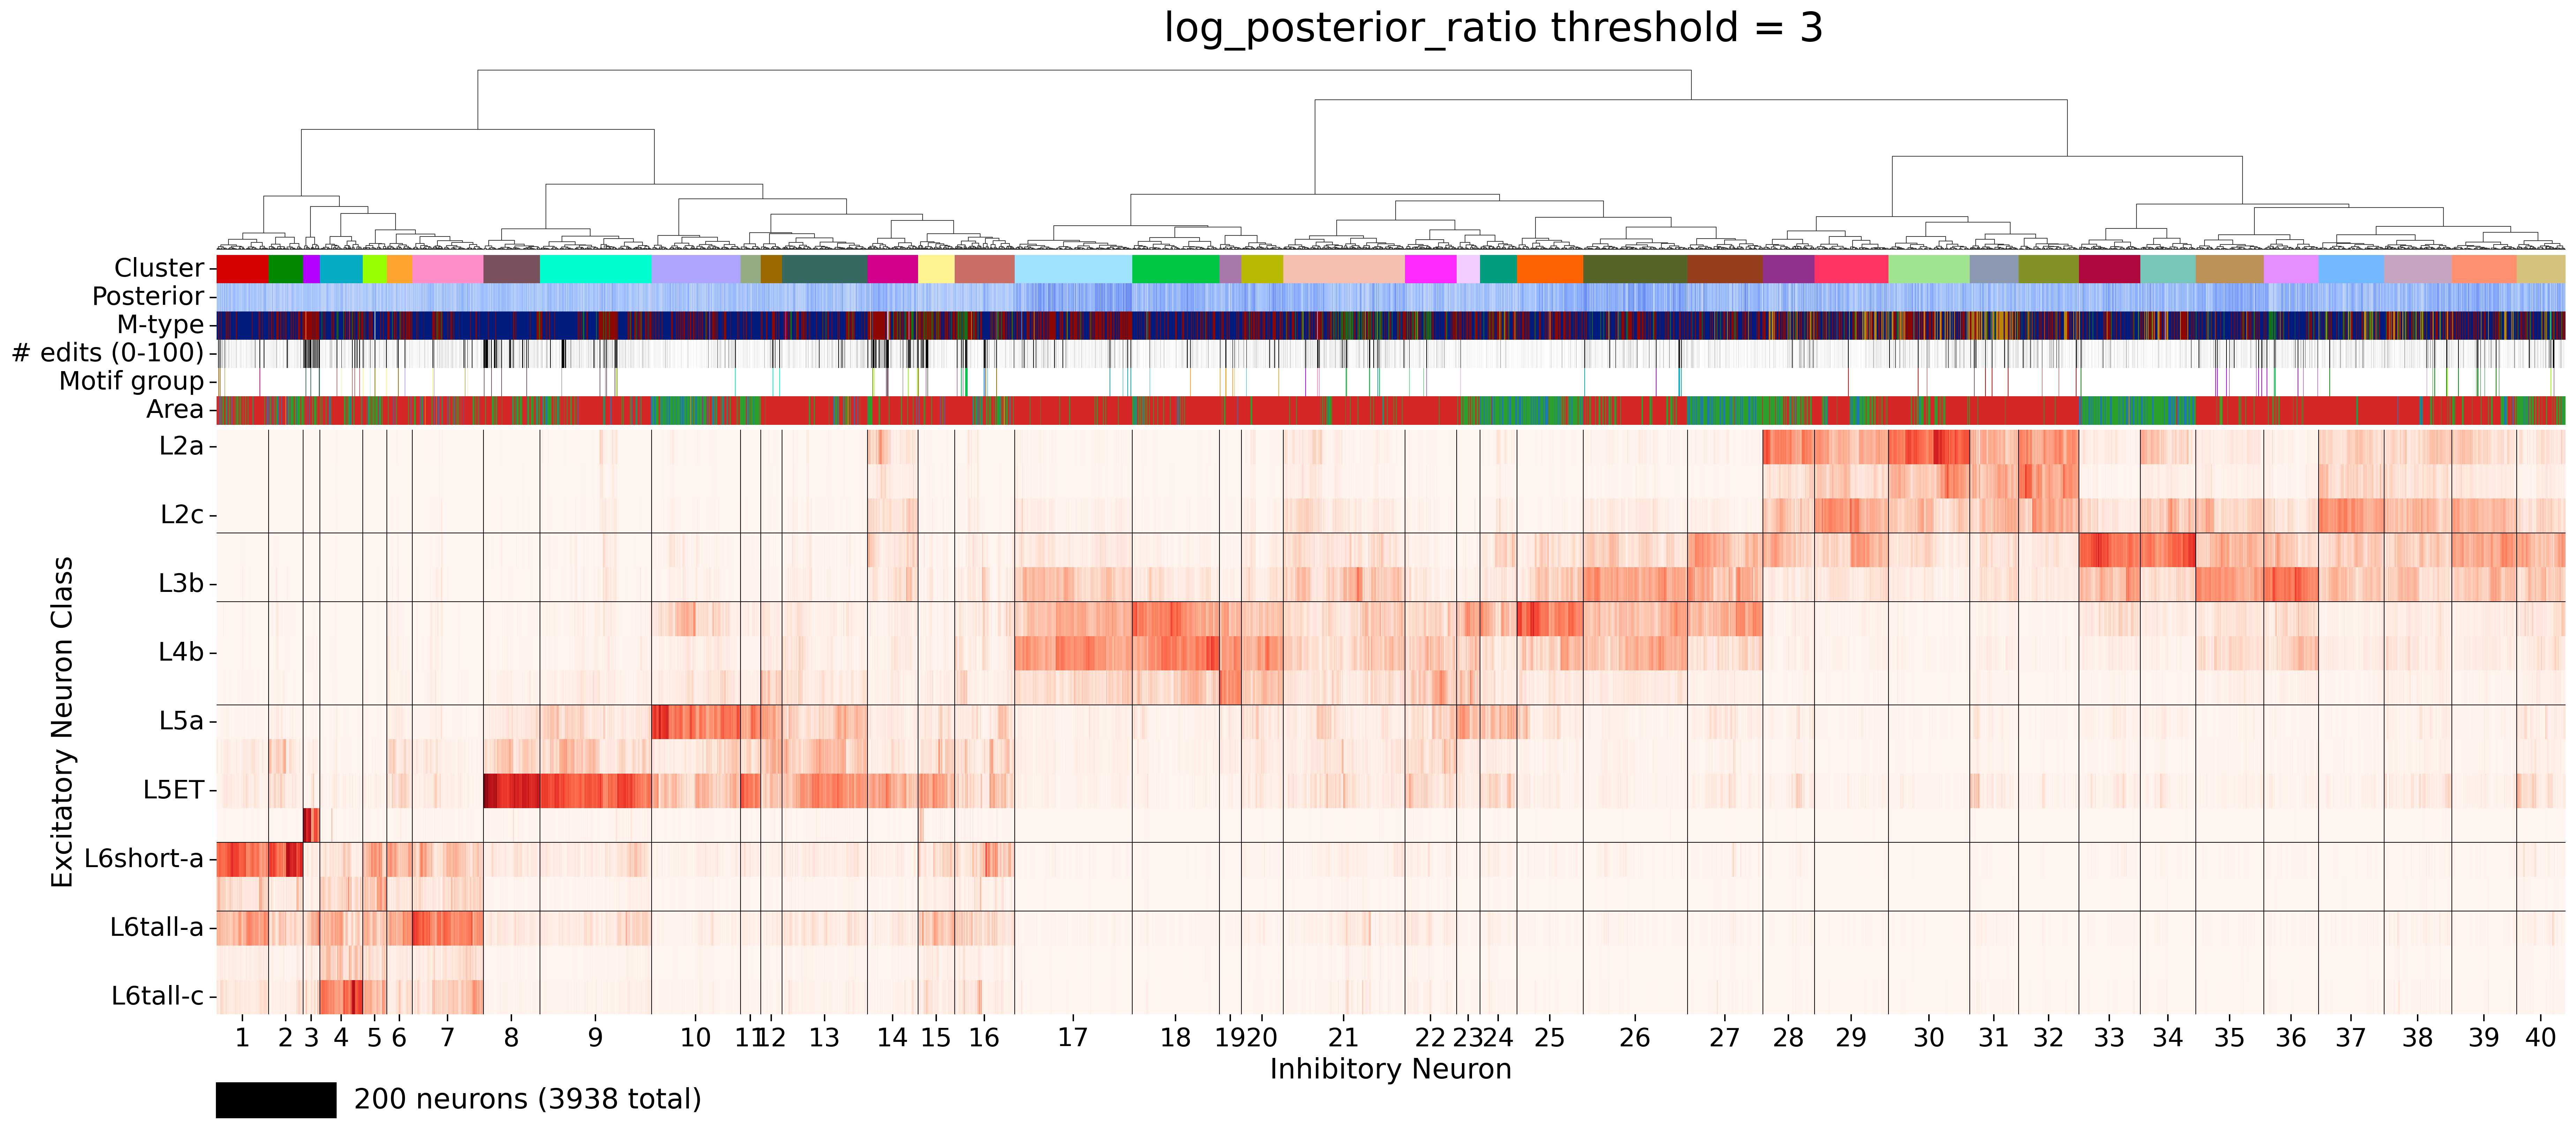 log_posterior_ratio threshold = 3
Cluster
Posterior
M-type
# edits (0-100)
Motif group
Area
L2a
L2c
L3b
L4b
L5a
L5ET
L6short-a
L6tall-a
L6tall-c
Excitatory Neuron Class
1 2 3 4 5 6 7 8 9 10 11 12 13 14 15 16 17 18 19 20 21 22 23 24 25 26 27 28 29 30 31 32 33 34 35 36 37 38 39 40
Inhibitory Neuron
200 neurons (3938 total)